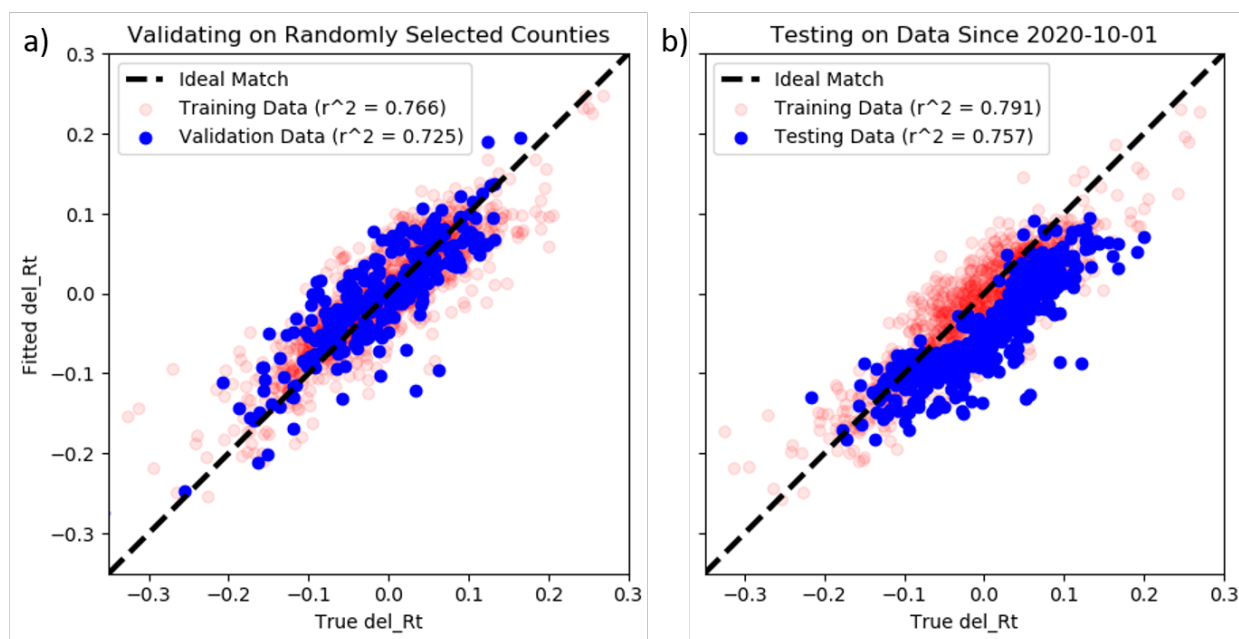 a)
Validating on Randomly Selected Counties
0.3
0.2
0.1
0.0
−0.1
−0.2
−0.3
Fitted del_Rt
Ideal Match
Training Data (r^2 = 0.766)
Validation Data (r^2 = 0.725)
−0.3 −0.2 −0.1 0.0 0.1 0.2 0.3
True del_Rt
b)
Testing on Data Since 2020-10-01
Ideal Match
Training Data (r^2 = 0.791)
Testing Data (r^2 = 0.757)
−0.3 −0.2 −0.1 0.0 0.1 0.2 0.3
True del_Rt